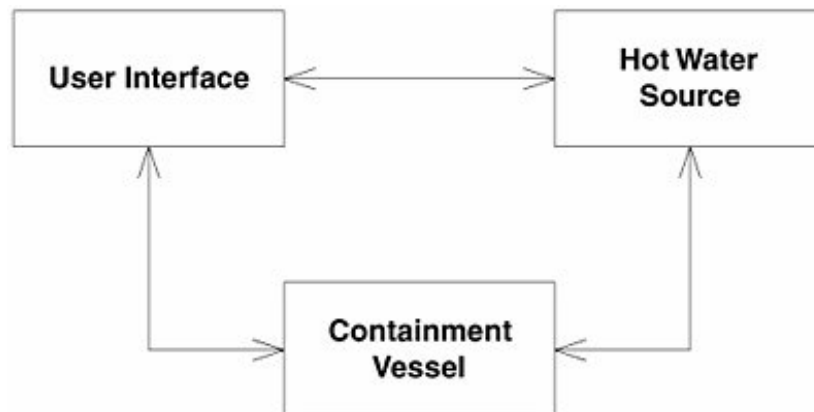 User Interface
Hot Water
Source
Containment
Vessel